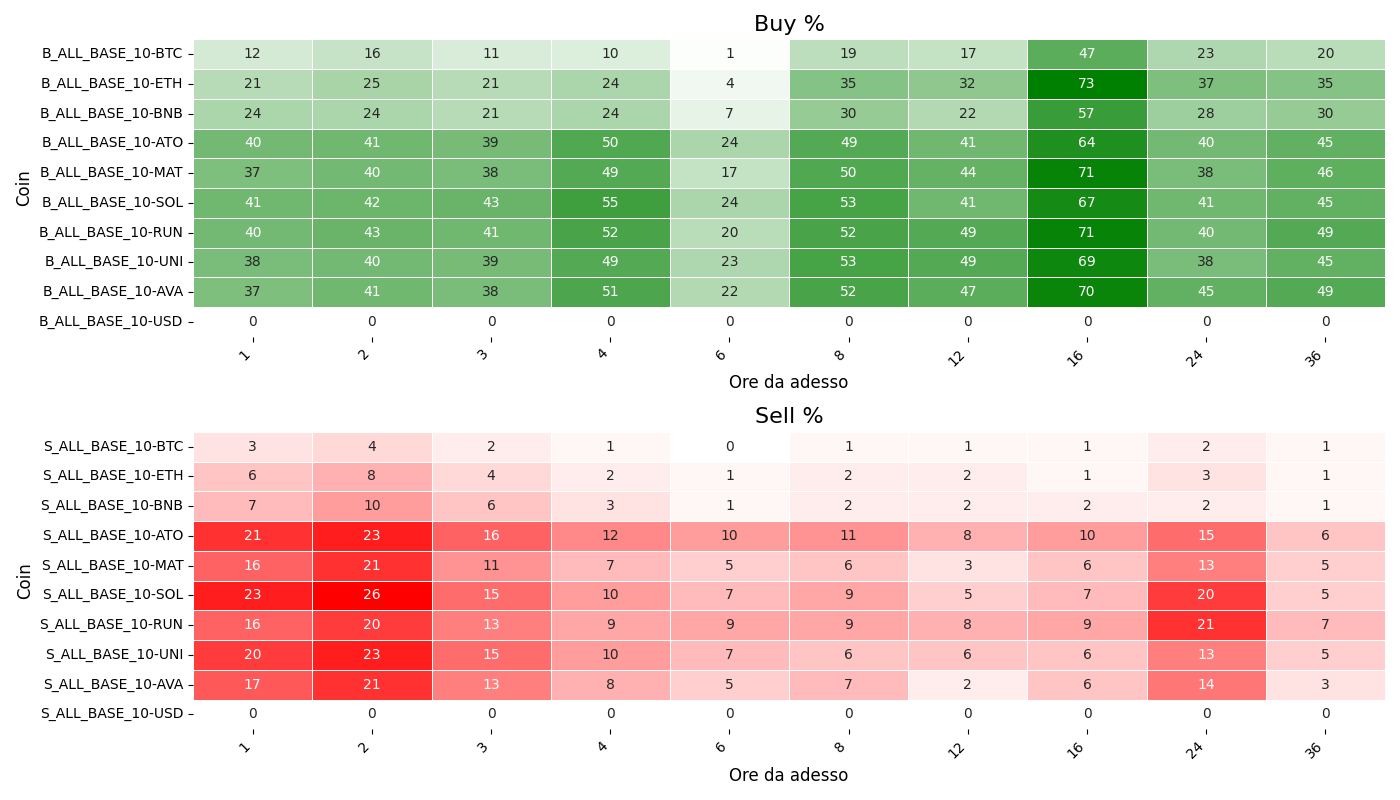 Buy %
Coin
B_ALL_BASE_10-BTC 12 16 11 10 1 19 17 47 23 20
B_ALL_BASE_10-ETH 21 25 21 24 4 35 32 73 37 35
B_ALL_BASE_10-BNB 24 24 21 24 7 30 22 57 28 30
B_ALL_BASE_10-ATO 40 41 39 50 24 49 41 64 40 45
B_ALL_BASE_10-MAT 37 40 38 49 17 50 44 71 38 46
B_ALL_BASE_10-SOL 41 42 43 55 24 53 41 67 41 45
B_ALL_BASE_10-RUN 40 43 41 52 20 52 49 71 40 49
B_ALL_BASE_10-UNI 38 40 39 49 23 53 49 69 38 45
B_ALL_BASE_10-AVA 37 41 38 51 22 52 47 70 45 49
B_ALL_BASE_10-USD 0 0 0 0 0 0 0 0 0 0
1 2 3 4 6 8 12 16 24 36
Ore da adesso
Sell %
Coin
S_ALL_BASE_10-BTC 3 4 2 1 0 1 1 1 2 1
S_ALL_BASE_10-ETH 6 8 4 2 1 2 2 1 3 1
S_ALL_BASE_10-BNB 7 10 6 3 1 2 2 2 2 1
S_ALL_BASE_10-ATO 21 23 16 12 10 11 8 10 15 6
S_ALL_BASE_10-MAT 16 21 11 7 5 6 3 6 13 5
S_ALL_BASE_10-SOL 23 26 15 10 7 9 5 7 20 5
S_ALL_BASE_10-RUN 16 20 13 9 9 9 8 9 21 7
S_ALL_BASE_10-UNI 20 23 15 10 7 6 6 6 13 5
S_ALL_BASE_10-AVA 17 21 13 8 5 7 2 6 14 3
S_ALL_BASE_10-USD 0 0 0 0 0 0 0 0 0 0
1 2 3 4 6 8 12 16 24 36
Ore da adesso